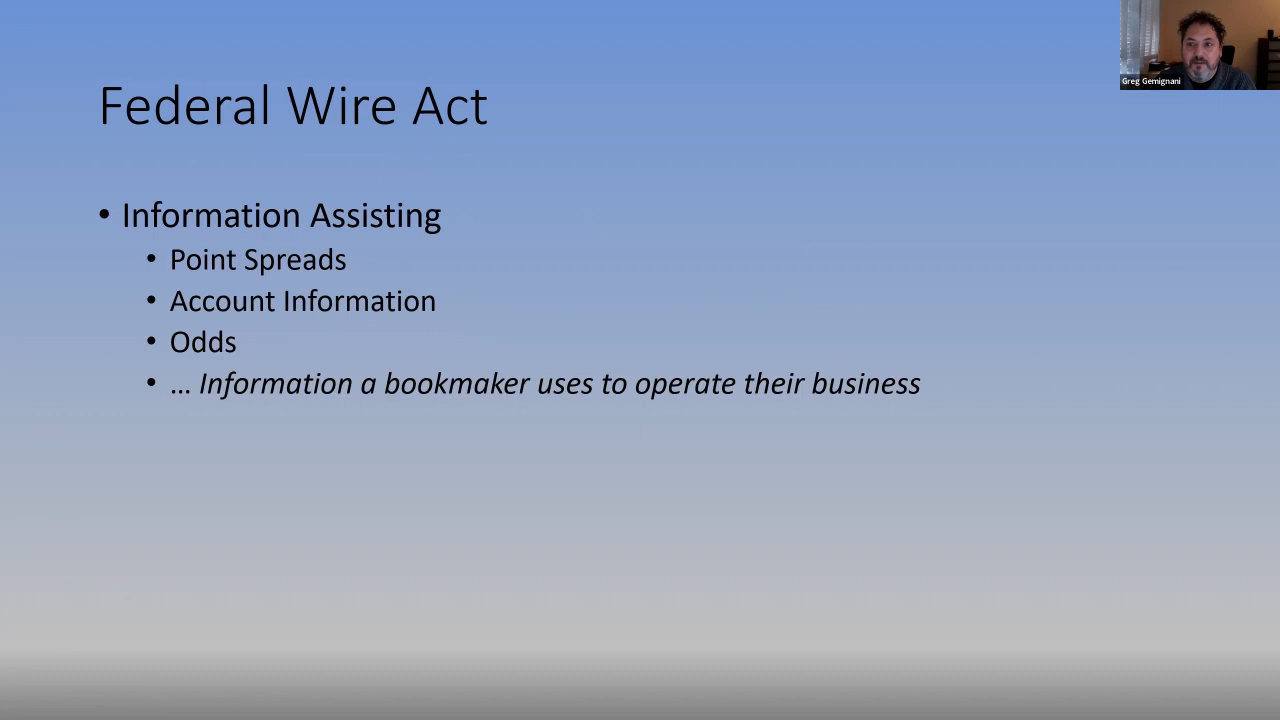 Federal Wire Act
Greg Gemignani
• Information Assisting
• Point Spreads
• Account Information
• Odds
• … Information a bookmaker uses to operate their business